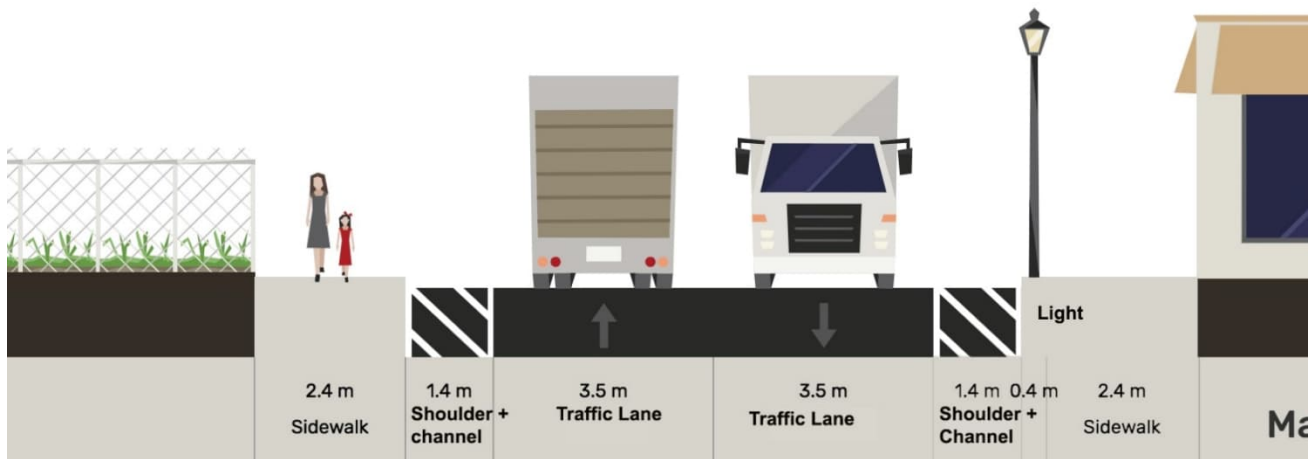 Light
2.4 m
Sidewalk
1.4 m
Shoulder +
channel
3.5 m
Traffic Lane
3.5 m
Traffic Lane
1.4 m
Shoulder +
Channel
0.4 m
2.4 m
Sidewalk
Ma